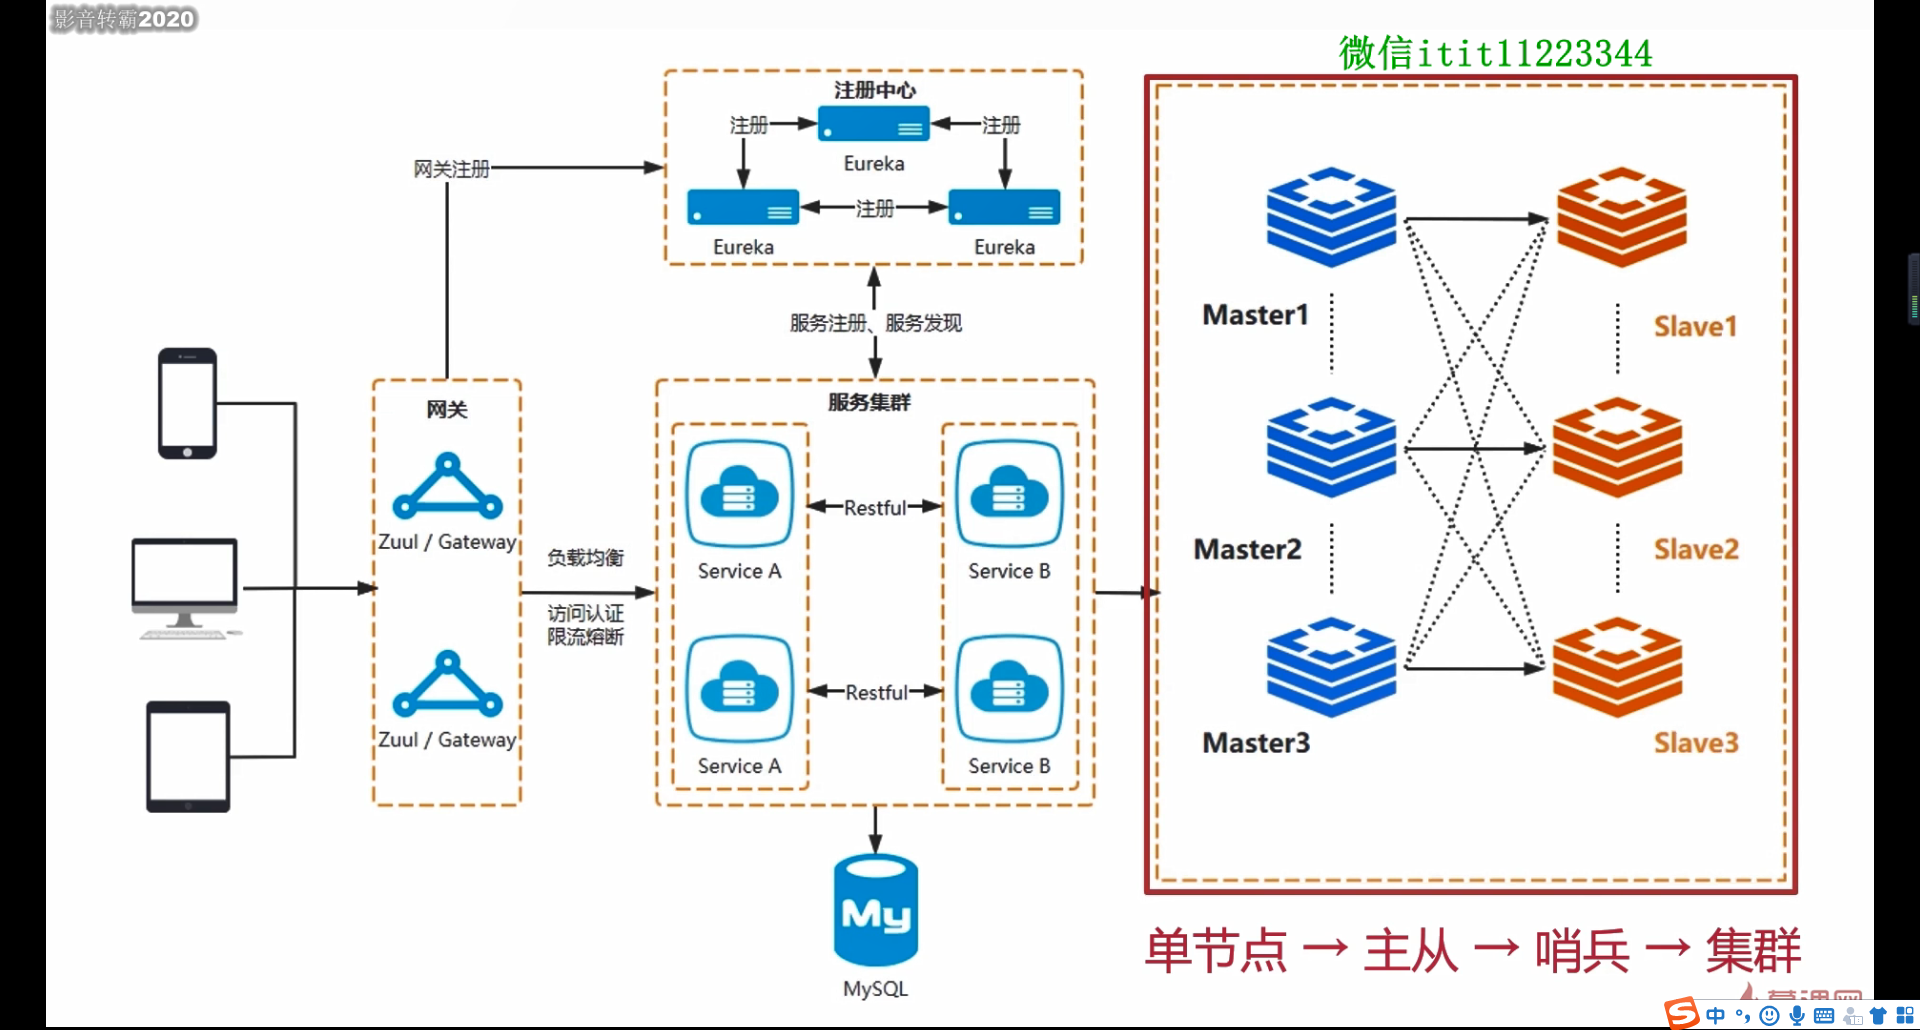 影音转霸2020
微信itit11223344
注册中心
注册
注册
Eureka
注册
Eureka
Eureka
网关注册
服务注册、服务发现
网关
Zuul / Gateway
Zuul / Gateway
负载均衡
访问认证
限流熔断
服务集群
Service A
Restful
Service B
Service A
Restful
Service B
My
MySQL
Master1
Slave1
Master2
Slave2
Master3
Slave3
单节点 → 主从 → 哨兵 → 集群
慕课网
中